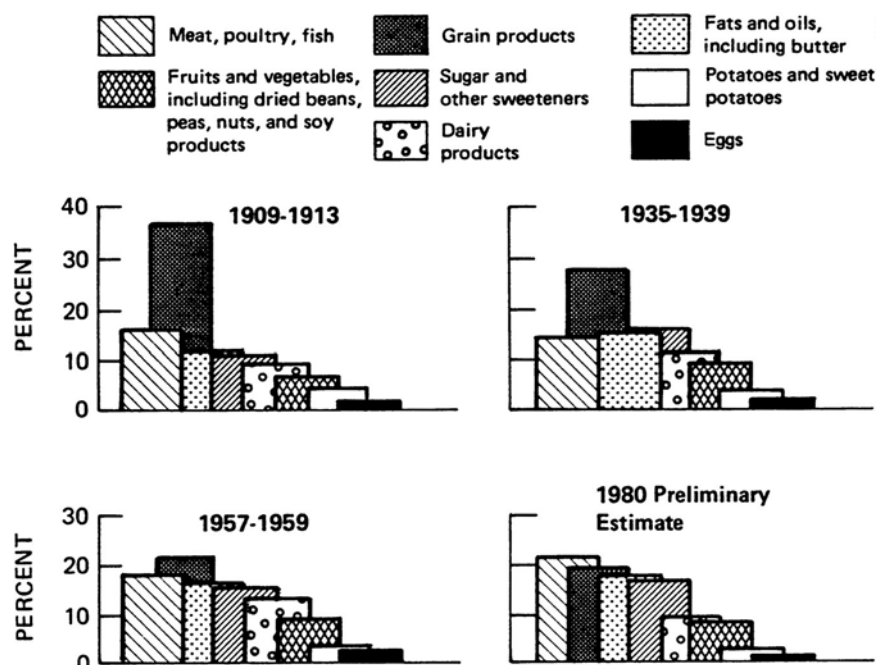 Meat, poultry, fish
Grain products
Fats and oils,
including butter
Fruits and vegetables,
including dried beans,
peas, nuts, and soy
products
Sugar and
other sweeteners
Potatoes and sweet
potatoes
Dairy
products
Eggs
1909-1913
PERCENT
40
30
20
10
0
1935-1939
1957-1959
PERCENT
30
20
10
0
1980 Preliminary
Estimate